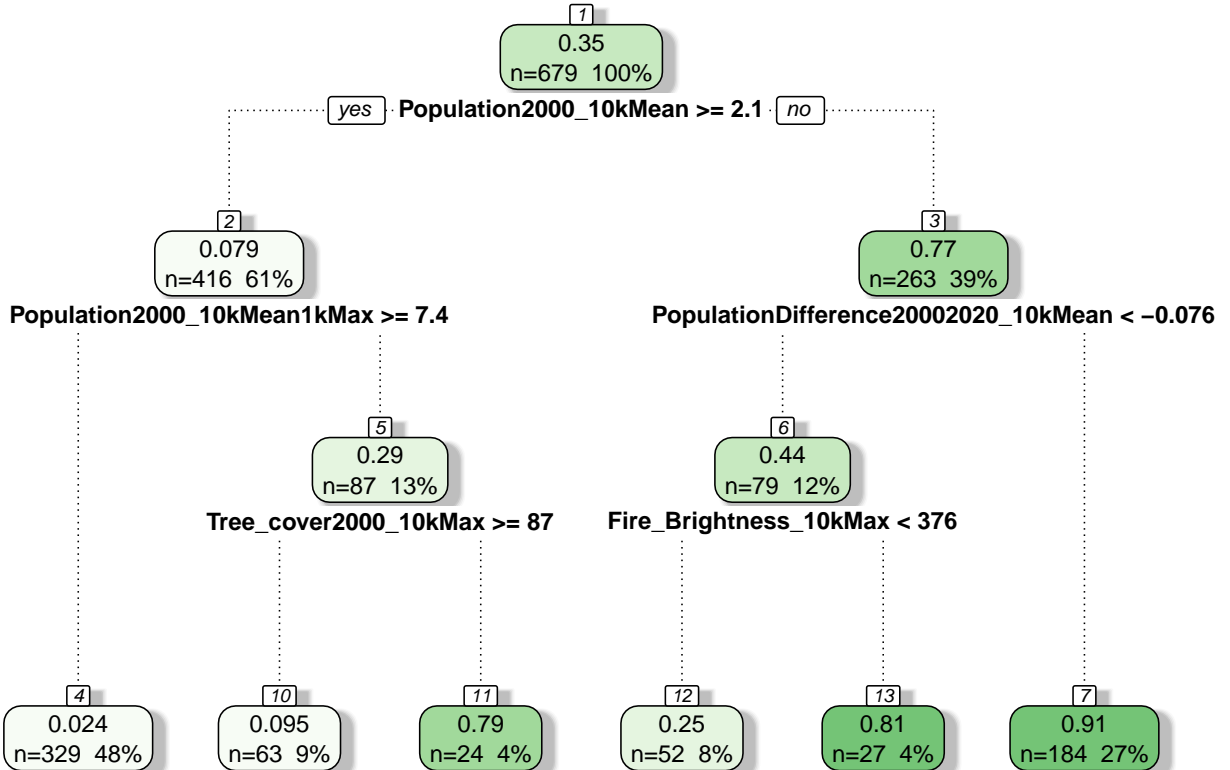 1
0.35
n=679 100%
yes Population2000_10kMean >= 2.1 no
2
0.079
n=416 61%
3
0.77
n=263 39%
Population2000_10kMean1kMax >= 7.4
PopulationDifference20002020_10kMean < −0.076
5
0.29
n=87 13%
6
0.44
n=79 12%
Tree_cover2000_10kMax >= 87
Fire_Brightness_10kMax < 376
4
0.024
n=329 48%
10
0.095
n=63 9%
11
0.79
n=24 4%
12
0.25
n=52 8%
13
0.81
n=27 4%
7
0.91
n=184 27%